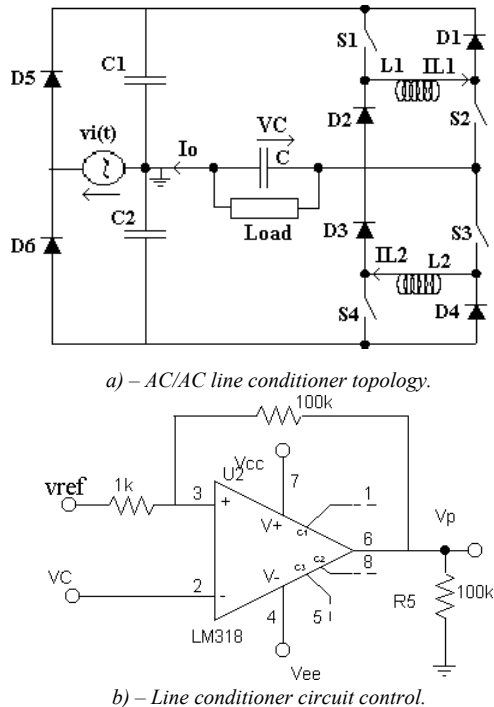 S1
D1
C1
D5
L1 IL1
vi(t)
D2
S2
Io
VC
C
C2
Load
D3
S3
D6
IL2
L2
S4
D4
a) – AC/AC line conditioner topology.
100k
U2
Vcc
vref
1k
3
+
7
1
V+
C1
6
Vp
VC
2
-
V-
C3
C2
8
LM318
4
5
R5
100k
Vee
b) – Line conditioner circuit control.